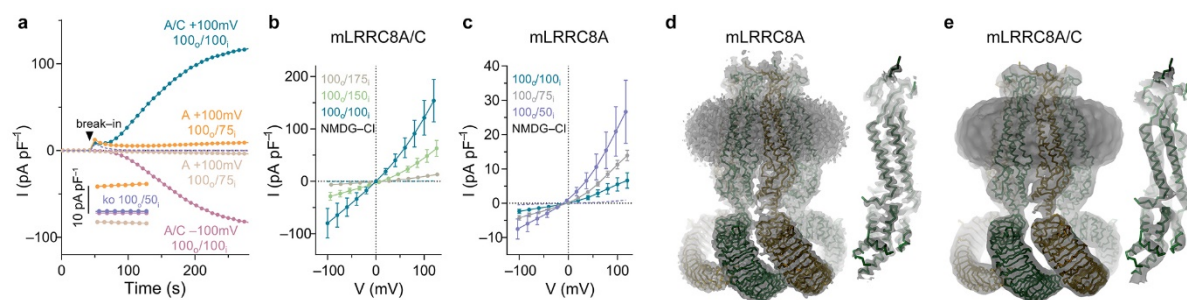 a
A/C +100mV
100o/100i
100
I (pA pF–1)
break–in
A +100mV
100o/75i
0
A +100mV
100o/75i
10 pA pF–1
ko 100o/50i
A/C –100mV
100o/100i
–100
0
100
200
Time (s)
b
mLRRC8A/C
200
100o/175i
150
100o/150i
100o/100i
100
NMDG–Cl
I (pA pF–1)
50
0
–50
–100
–100
0
100
V (mV)
c
mLRRC8A
40
100o/100i
30
100o/75i
100o/50i
20
NMDG–Cl
I (pA pF–1)
10
0
–10
–100
0
100
V (mV)
d
mLRRC8A
e
mLRRC8A/C